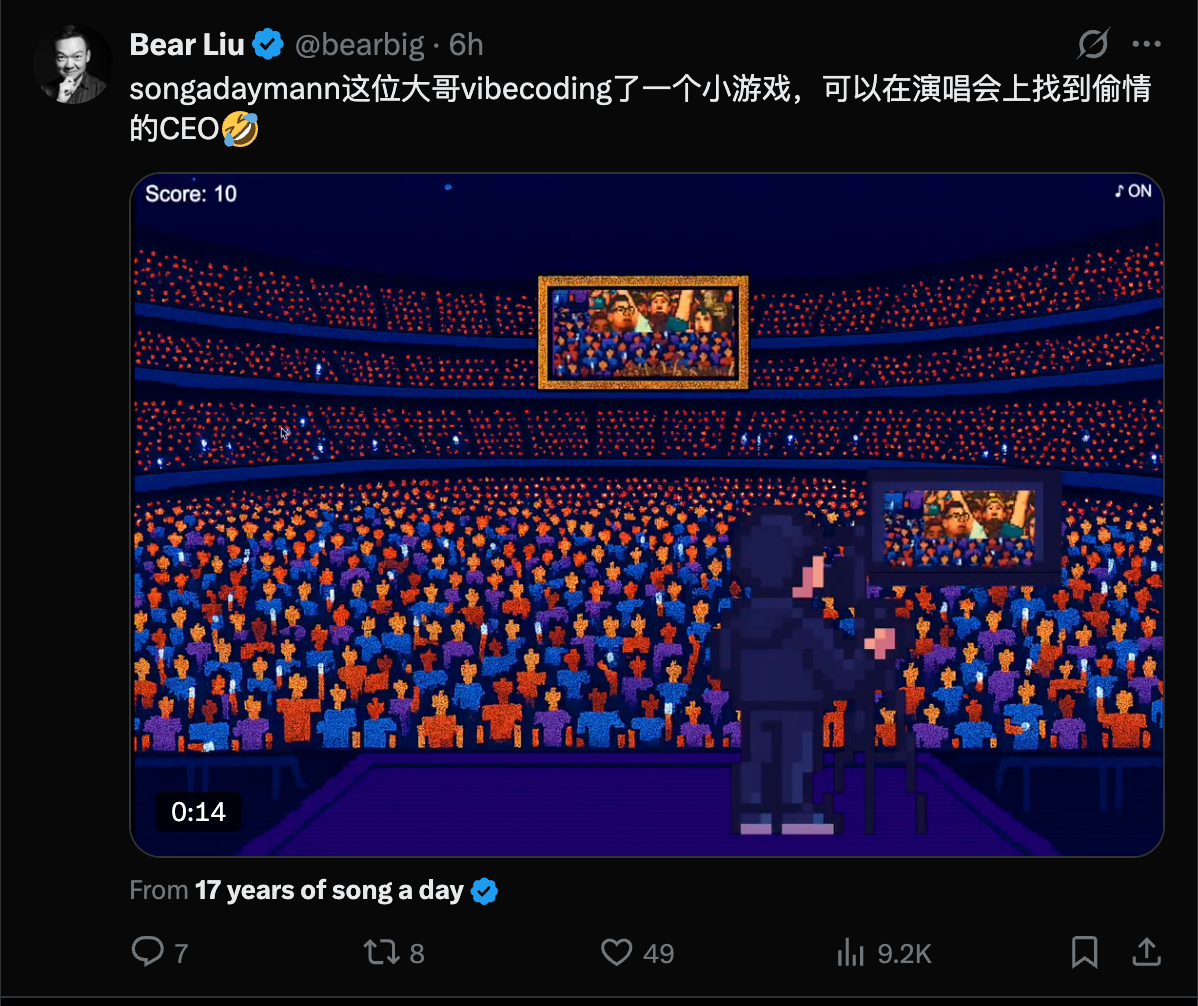 Bear Liu @bearbig · 6h
songadaymann这位大哥vibecoding了一个小游戏，可以在演唱会上找到偷情
的CEO🤣
Score: 10
♪ ON
0:14
From 17 years of song a day
7 8 49 9.2K